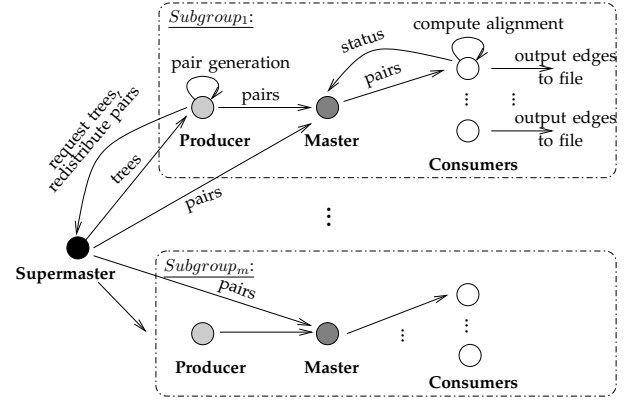 Subgroup₁:
compute alignment
status
output edges
to file
pair generation
pairs
pairs
Producer
Master
output edges
to file
Consumers
request trees,
redistribute pairs
trees
pairs
Supermaster
Subgroupₘ:
pairs
Producer
Master
Consumers